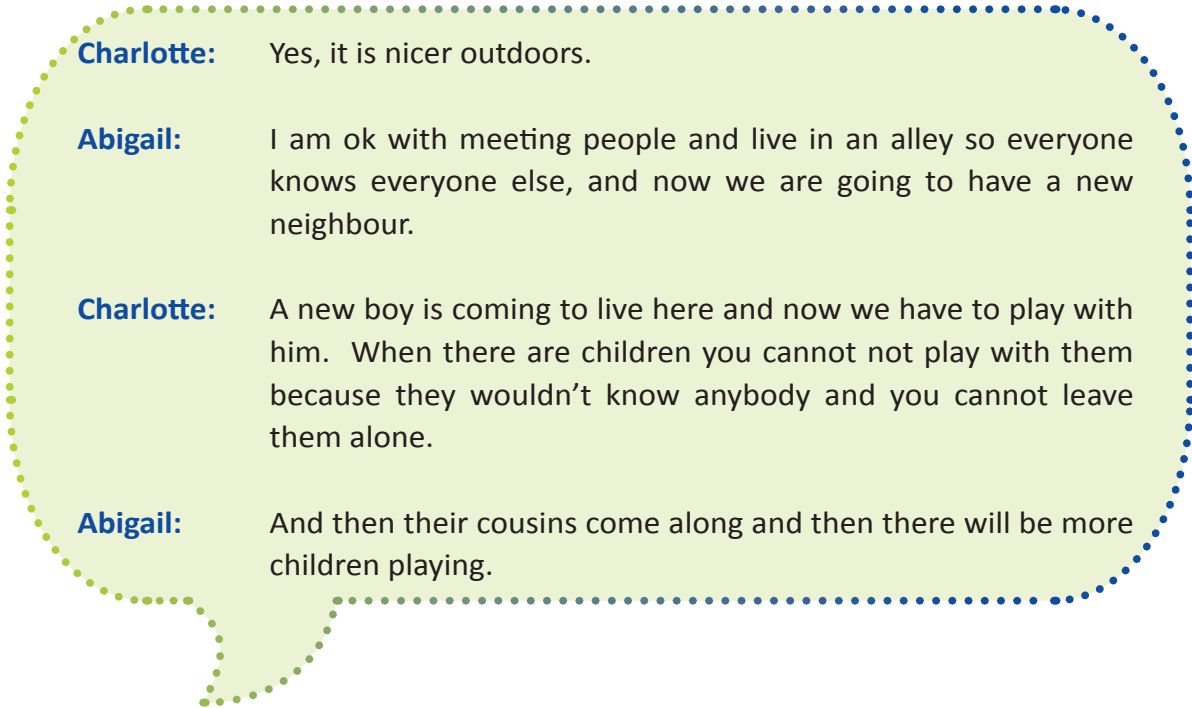 Charlotte: Yes, it is nicer outdoors.
Abigail: I am ok with meeting people and live in an alley so everyone
knows everyone else, and now we are going to have a new
neighbour.
Charlotte: A new boy is coming to live here and now we have to play with
him. When there are children you cannot not play with them
because they wouldn’t know anybody and you cannot leave
them alone.
Abigail: And then their cousins come along and then there will be more
children playing.